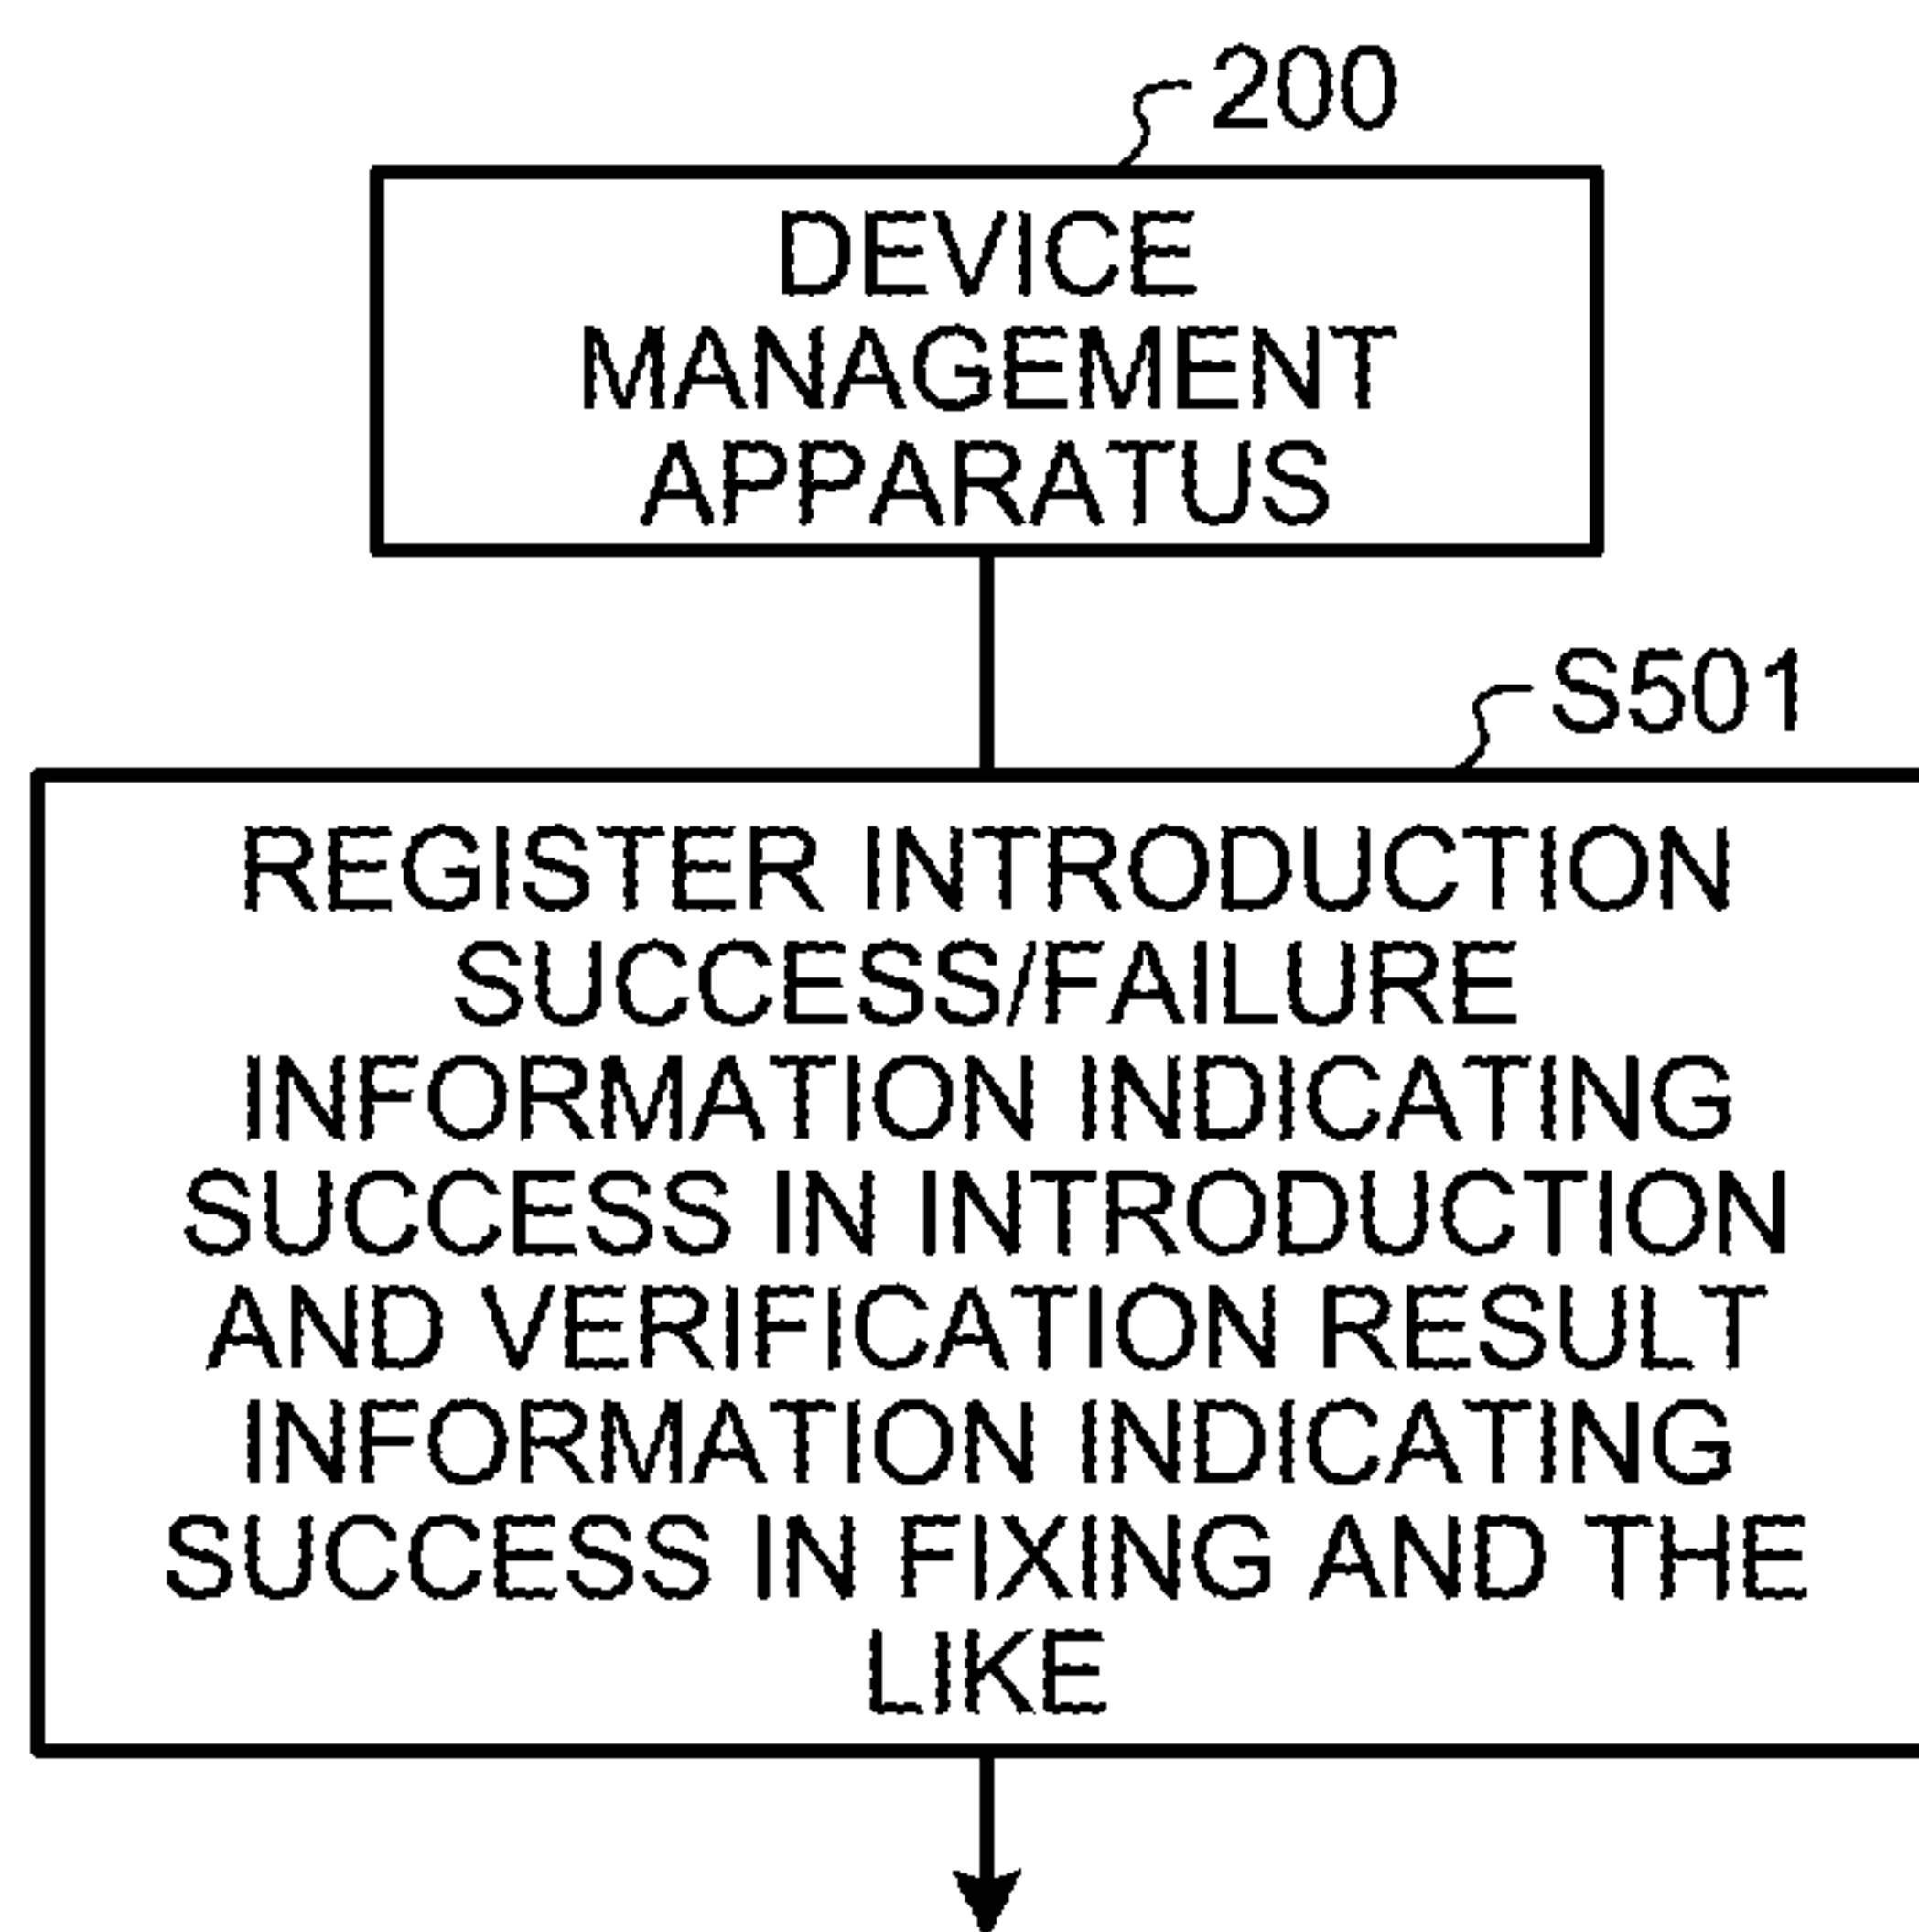 200
DEVICE
MANAGEMENT
APPARATUS
S501
REGISTER INTRODUCTION
SUCCESS/FAILURE
INFORMATION INDICATING
SUCCESS IN INTRODUCTION
AND VERIFICATION RESULT
INFORMATION INDICATING
SUCCESS IN FIXING AND THE
LIKE